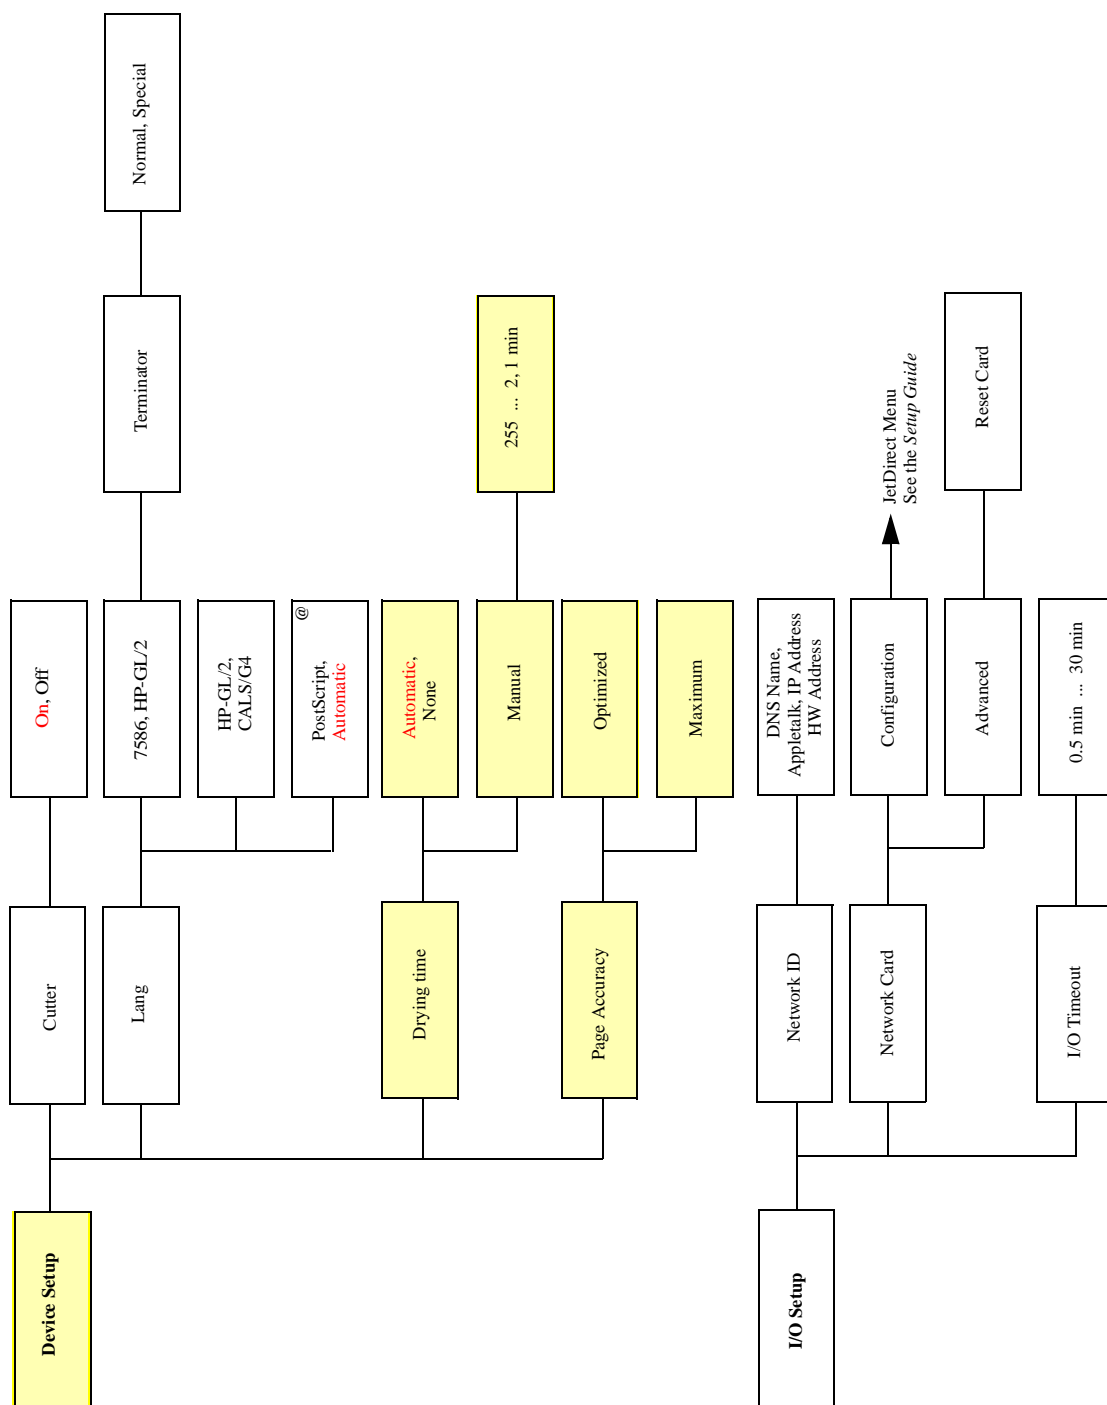 Device Setup
Cutter
On, Off
Lang
7586, HP-GL/2
Terminator
Normal, Special
HP-GL/2,
CALS/G4
@
PostScript,
Automatic
Drying time
Automatic,
None
Manual
255 ... 2, 1 min
Page Accuracy
Optimized
Maximum
I/O Setup
Network ID
DNS Name,
Appletalk, IP Address
HW Address
Network Card
Configuration
JetDirect Menu
See the Setup Guide
Advanced
Reset Card
I/O Timeout
0.5 min ... 30 min